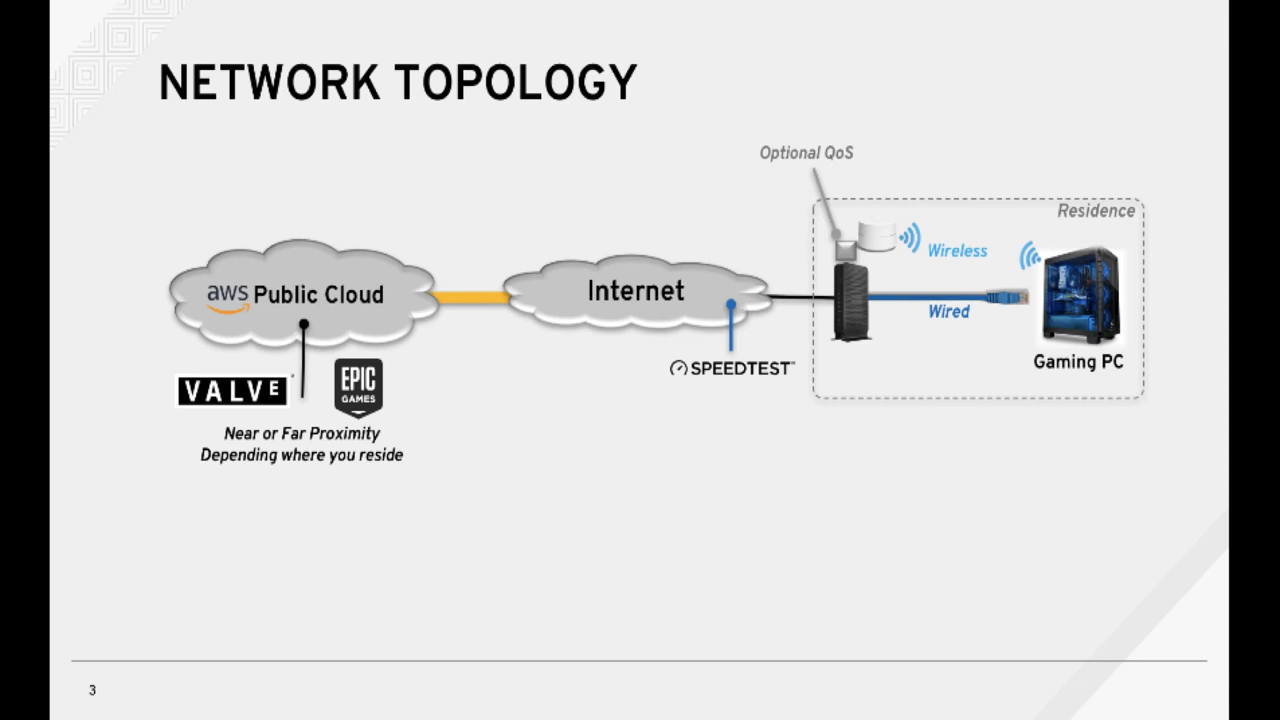 NETWORK TOPOLOGY
Optional QoS
Residence
Wireless
aws Public Cloud
Internet
Wired
SPEEDTEST™
Gaming PC
VALVE®
EPIC
GAMES
Near or Far Proximity
Depending where you reside
3